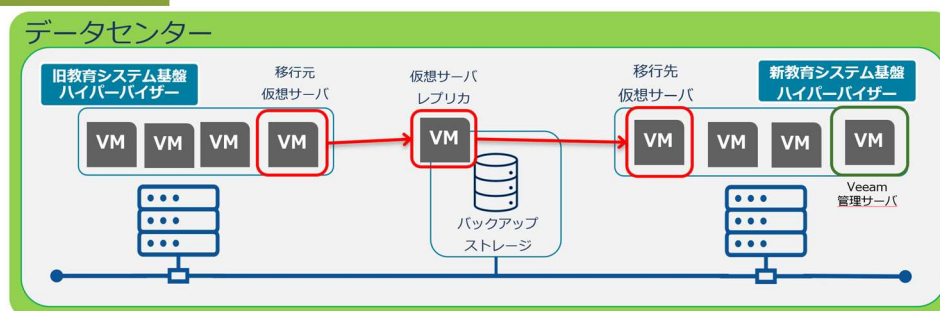 データセンター
旧教育システム基盤
ハイパーバイザー
移行元
仮想サーバ
仮想サーバ
レプリカ
移行先
仮想サーバ
新教育システム基盤
ハイパーバイザー
VM
VM
VM
VM
VM
VM
VM
VM
VM
Veeam
管理サーバ
バックアップ
ストレージ